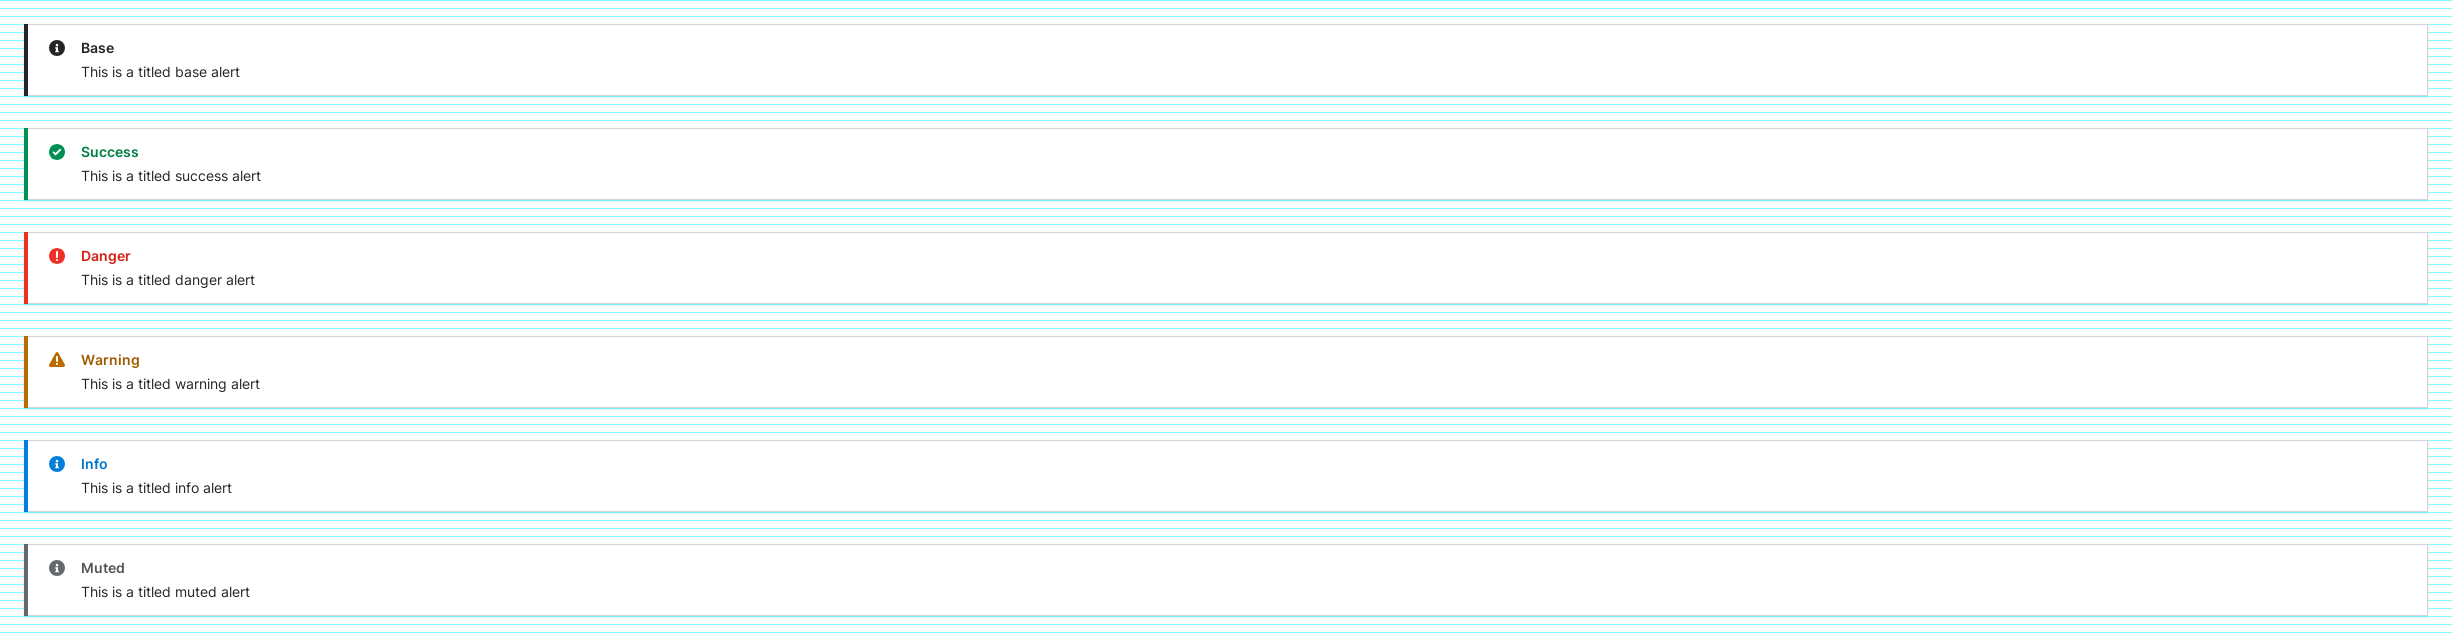 Base
This is a titled base alert
Success
This is a titled success alert
Danger
This is a titled danger alert
Warning
This is a titled warning alert
Info
This is a titled info alert
Muted
This is a titled muted alert